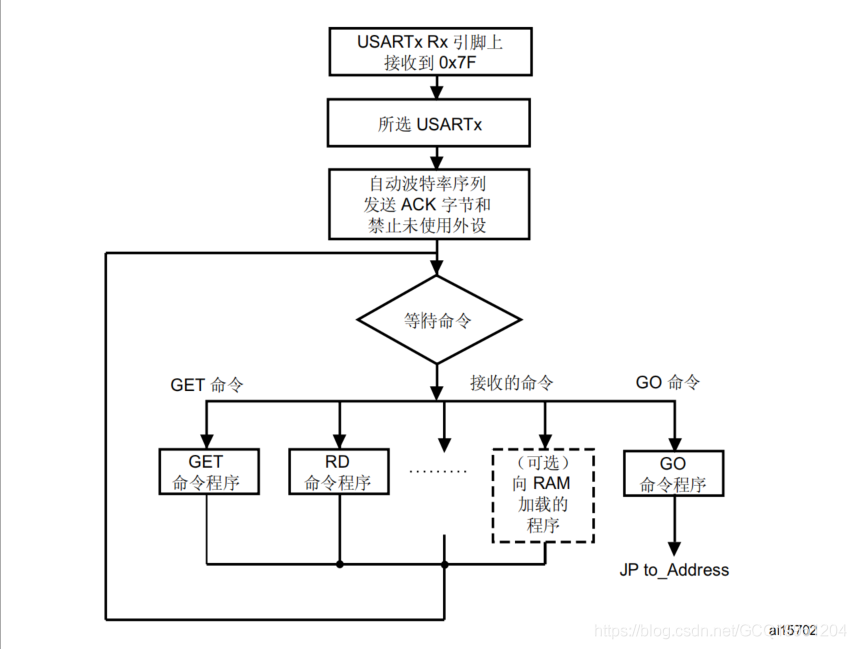 USARTx Rx 引脚上
接收到 0x7F
所选 USARTx
自动波特率序列
发送 ACK 字节和
禁止未使用外设
等待命令
GET 命令
接收的命令
GO 命令
GET
命令程序
RD
命令程序
·········
（可选）
向 RAM
加载的
程序
GO
命令程序
JP to_Address
ai15702
https://blog.csdn.net/